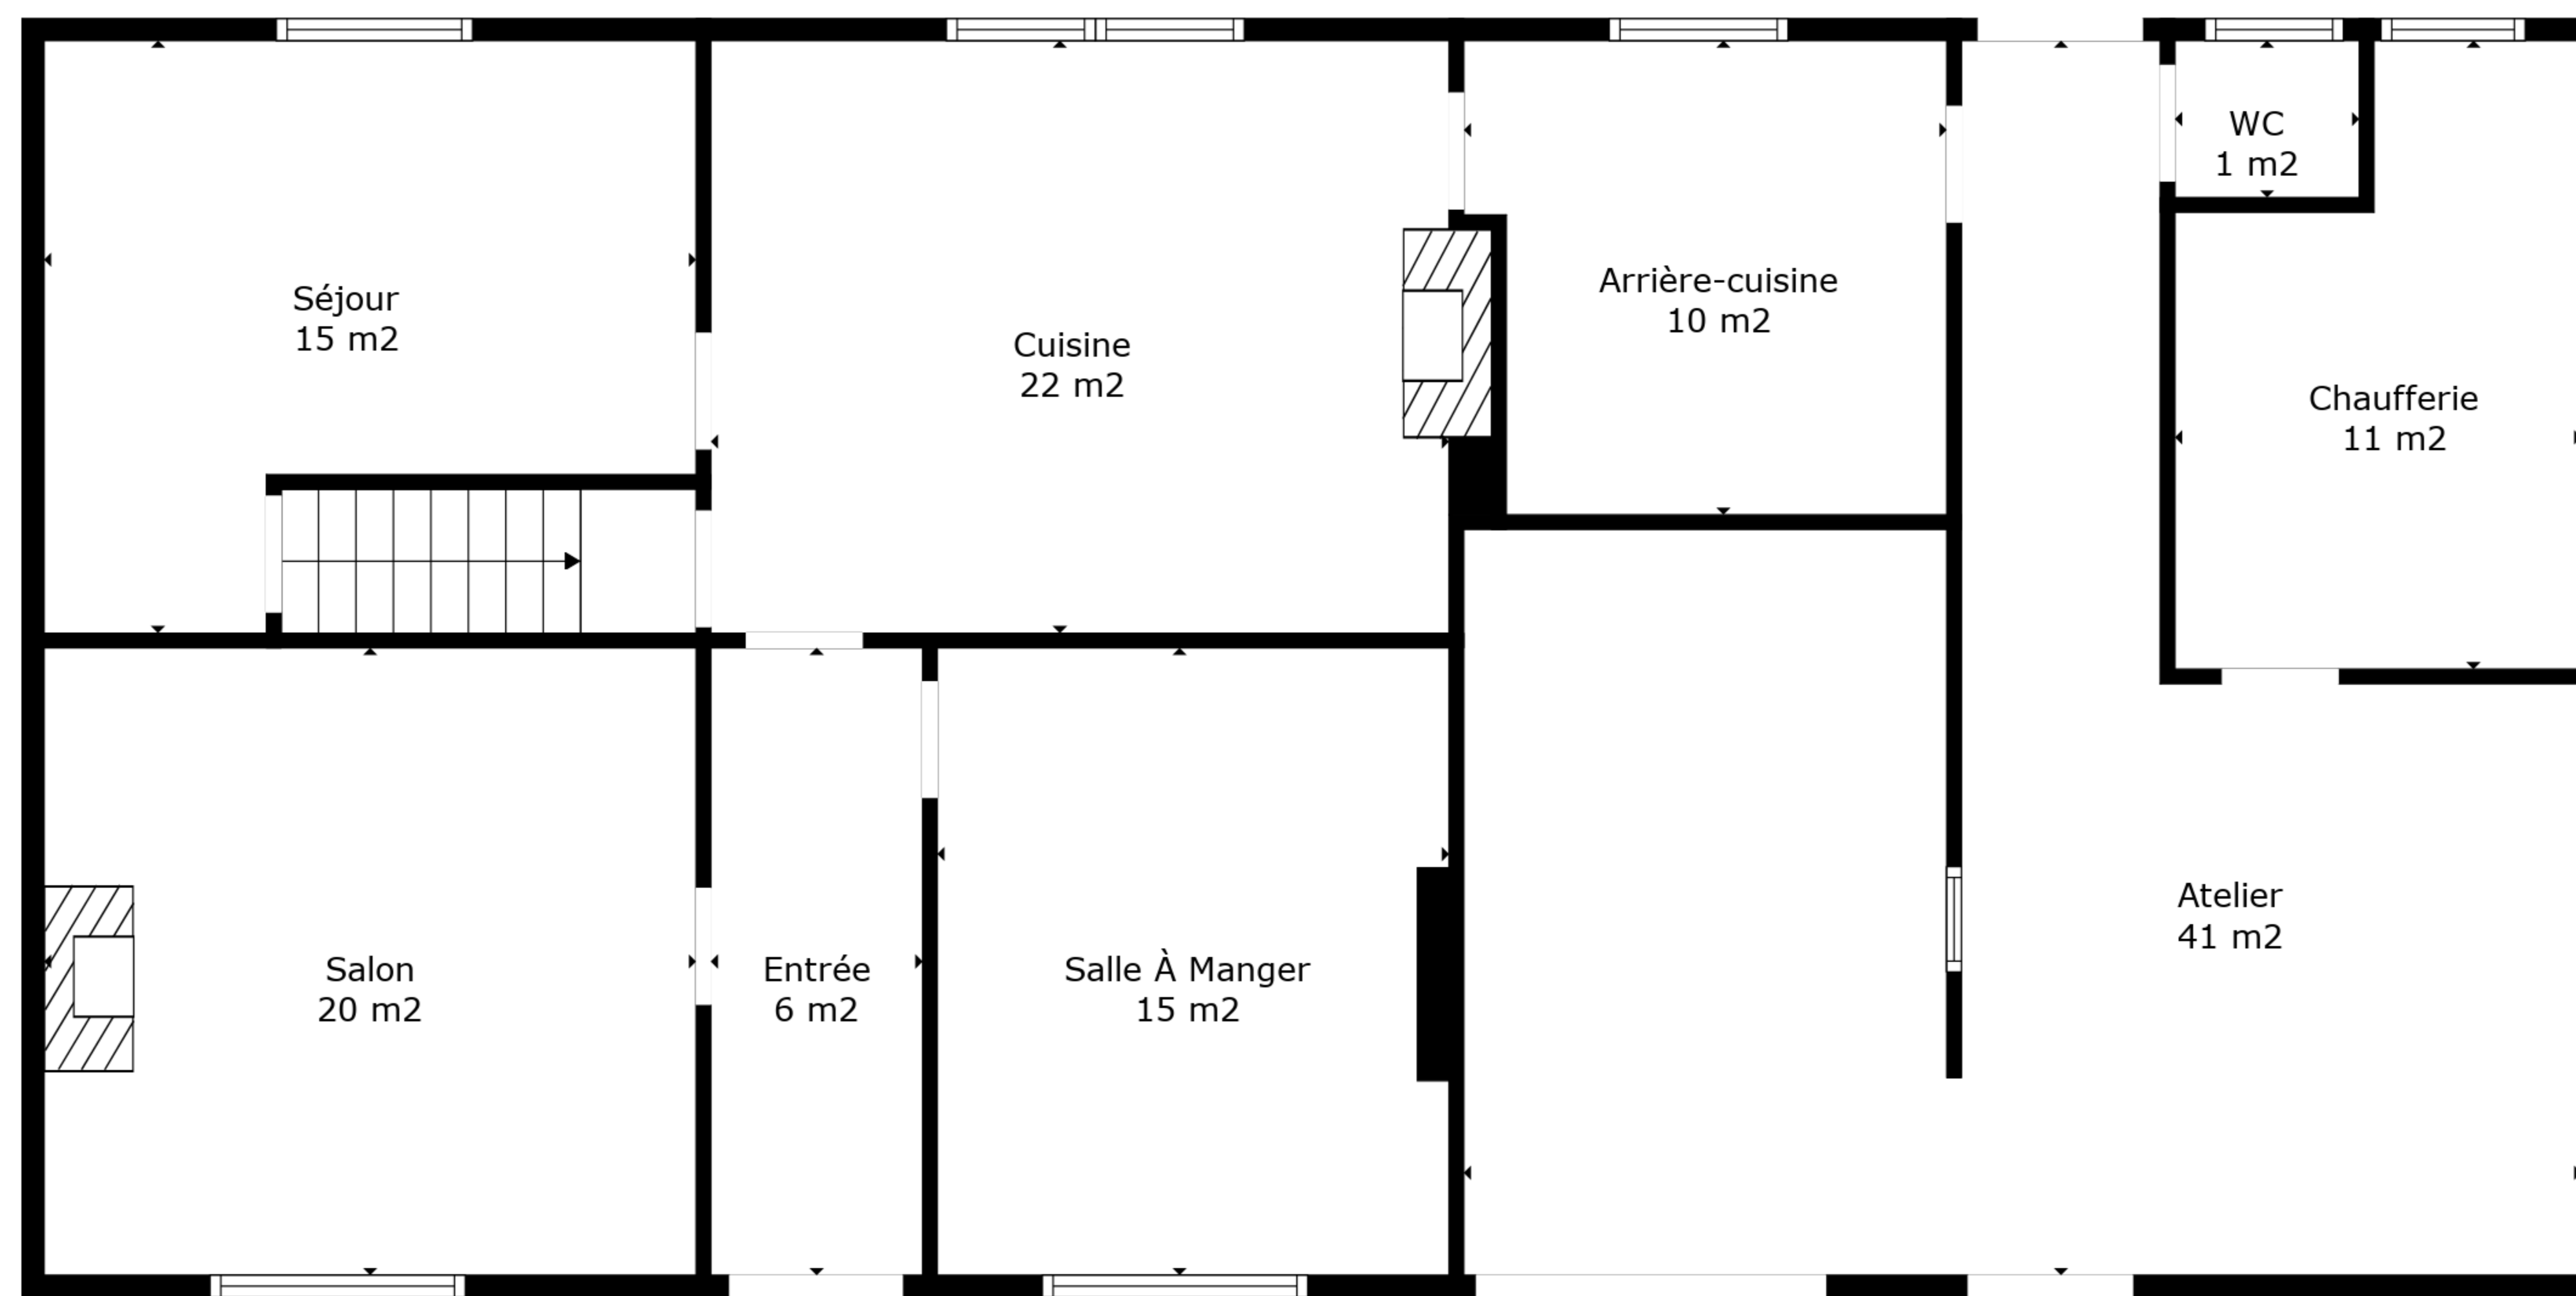 WC
1 m2
Séjour
15 m2
Cuisine
22 m2
Arrière-cuisine
10 m2
Chaufferie
11 m2
Salon
20 m2
Entrée
6 m2
Salle À Manger
15 m2
Atelier
41 m2